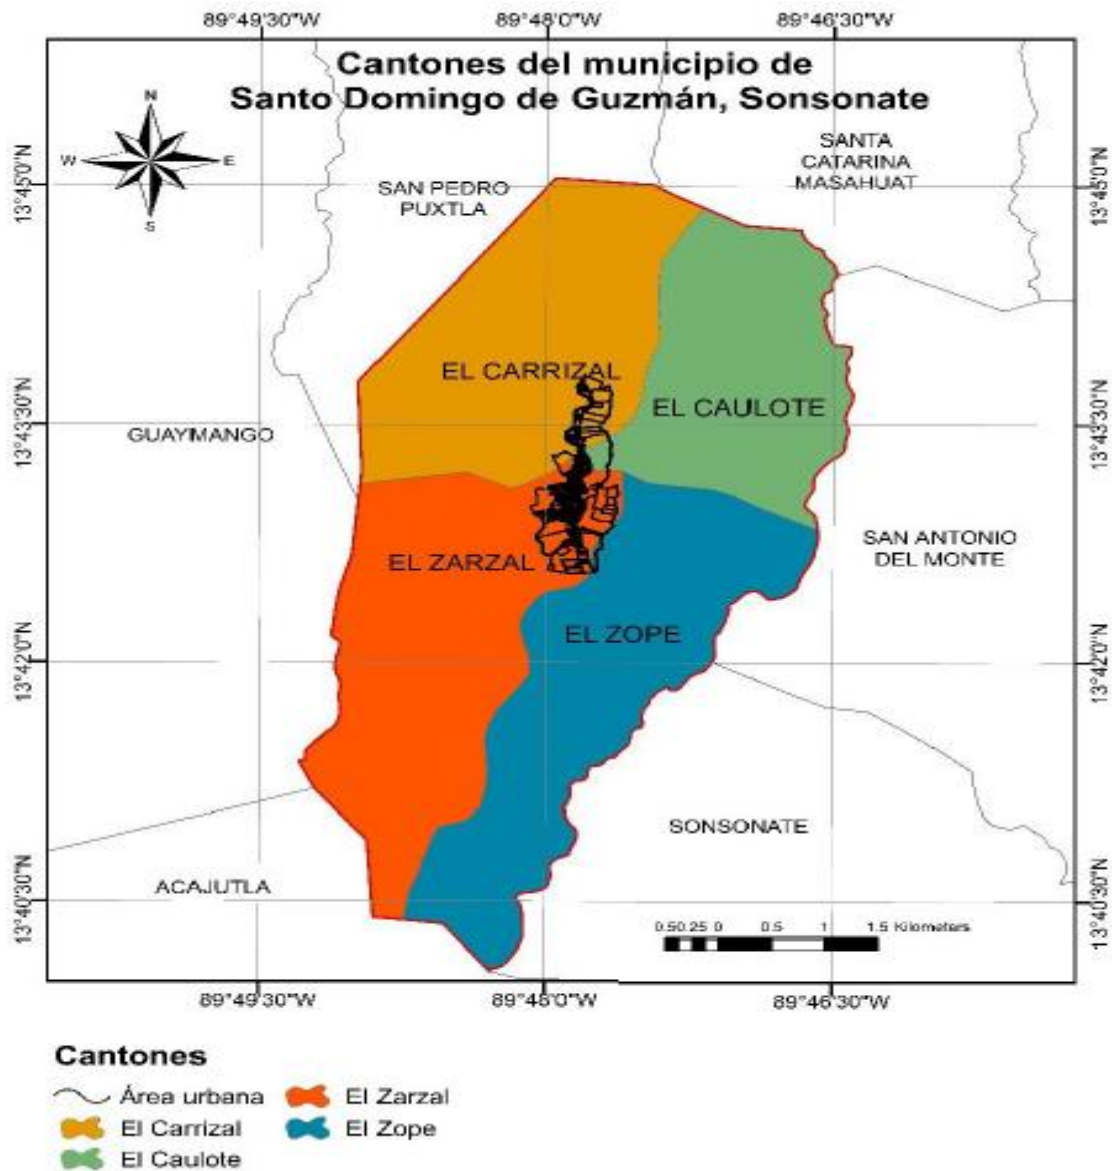 89°49'30"W 89°48'0"W 89°46'30"W
Cantones del municipio de
Santo Domingo de Guzmán, Sonsonate
N
W E
S
SANTA
CATARINA
MASAHUAT
SAN PEDRO
PUXTLA
13°45'0"N 13°45'0"N
EL CARRIZAL
EL CAULOTE
GUAYMANGO
13°43'30"N 13°43'30"N
SAN ANTONIO
DEL MONTE
EL ZARZAL
EL ZOPE
13°42'0"N 13°42'0"N
SONSONATE
ACAJUTLA
13°40'30"N 13°40'30"N
0.50.25 0 0.5 1 1.5 Kilometers
89°49'30"W 89°48'0"W 89°46'30"W
Cantones
Área urbana El Zarzal
El Carrizal El Zope
El Caulote